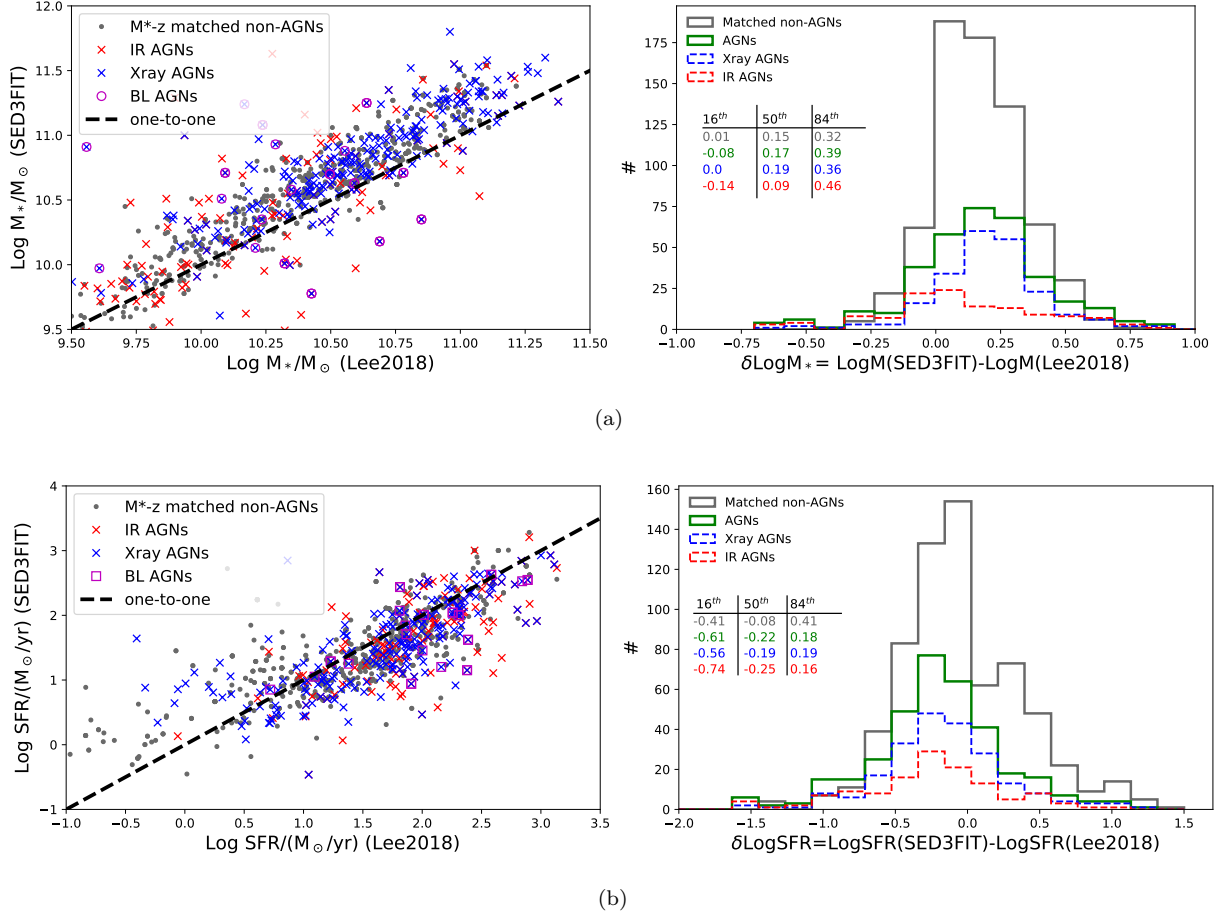 M*-z matched non-AGNs
IR AGNs
Xray AGNs
BL AGNs
one-to-one
12.0
11.5
11.0
10.5
10.0
9.5
Log M*/M⊙ (SED3FIT)
9.50 9.75 10.00 10.25 10.50 10.75 11.00 11.25 11.50
Log M*/M⊙ (Lee2018)
Matched non-AGNs
AGNs
Xray AGNs
IR AGNs
16th 50th 84th
0.01 0.15 0.32
-0.08 0.17 0.39
0.0 0.19 0.36
-0.14 0.09 0.46
175
150
125
100
75
50
25
0
#
−1.00 −0.75 −0.50 −0.25 0.00 0.25 0.50 0.75 1.00
δLogM*= LogM(SED3FIT)-LogM(Lee2018)
(a)
M*-z matched non-AGNs
IR AGNs
Xray AGNs
BL AGNs
one-to-one
4
3
2
1
0
−1
Log SFR/(M⊙/yr) (SED3FIT)
−1.0 −0.5 0.0 0.5 1.0 1.5 2.0 2.5 3.0 3.5
Log SFR/(M⊙/yr) (Lee2018)
Matched non-AGNs
AGNs
Xray AGNs
IR AGNs
16th 50th 84th
-0.41 -0.08 0.41
-0.61 -0.22 0.18
-0.56 -0.19 0.19
-0.74 -0.25 0.16
160
140
120
100
80
60
40
20
0
#
−2.0 −1.5 −1.0 −0.5 0.0 0.5 1.0 1.5
δLogSFR=LogSFR(SED3FIT)-LogSFR(Lee2018)
(b)